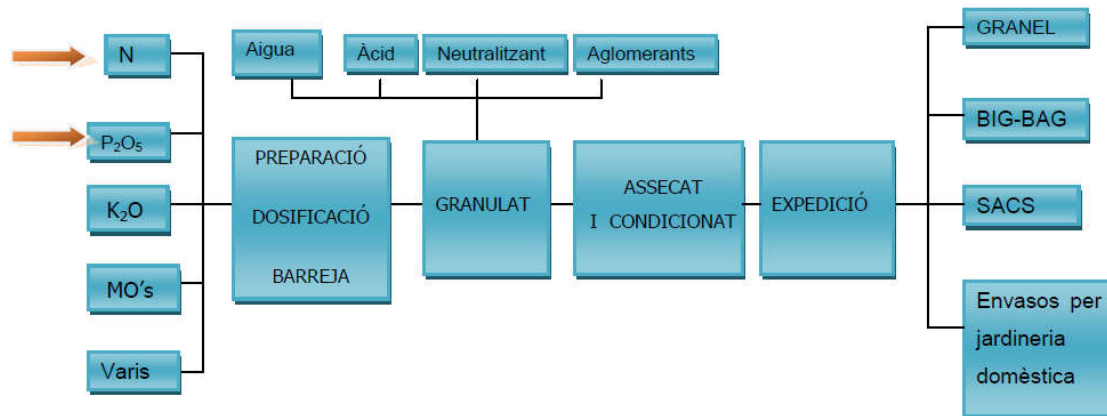 N
P₂O₅
K₂O
MO's
Varis
Aigua
Àcid
Neutralitzant
Aglomerants
PREPARACIÓ
DOSIFICACIÓ
BARREJA
GRANULAT
ASSECAT
I CONDICIONAT
EXPEDICIÓ
GRANEL
BIG-BAG
SACS
Envasos per
jardineria
domèstica